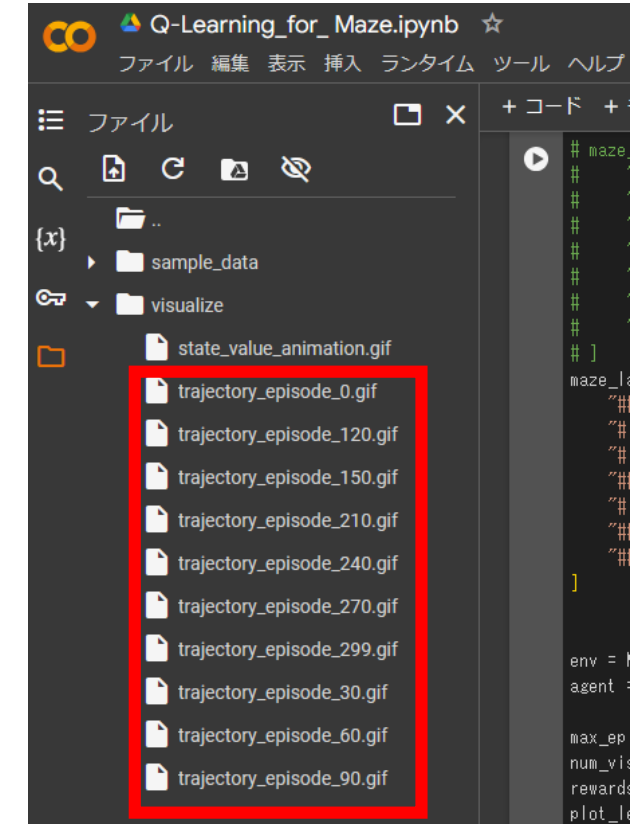 Q-Learning_for_ Maze.ipynb
ファイル 編集 表示 挿入 ランタイム ツール ヘルプ
ファイル
+ コード +
{x}
..
sample_data
visualize
state_value_animation.gif
trajectory_episode_0.gif
trajectory_episode_120.gif
trajectory_episode_150.gif
trajectory_episode_210.gif
trajectory_episode_240.gif
trajectory_episode_270.gif
trajectory_episode_299.gif
trajectory_episode_30.gif
trajectory_episode_60.gif
trajectory_episode_90.gif
# maze_
#     "
#     "
#     "
#     "
#     "
#     "
#     "
# ]
maze_la
"##
"#
"#
"##
"#
"##
"##
]
env = M
agent =
max_ep
num_vis
rewards
plot_le